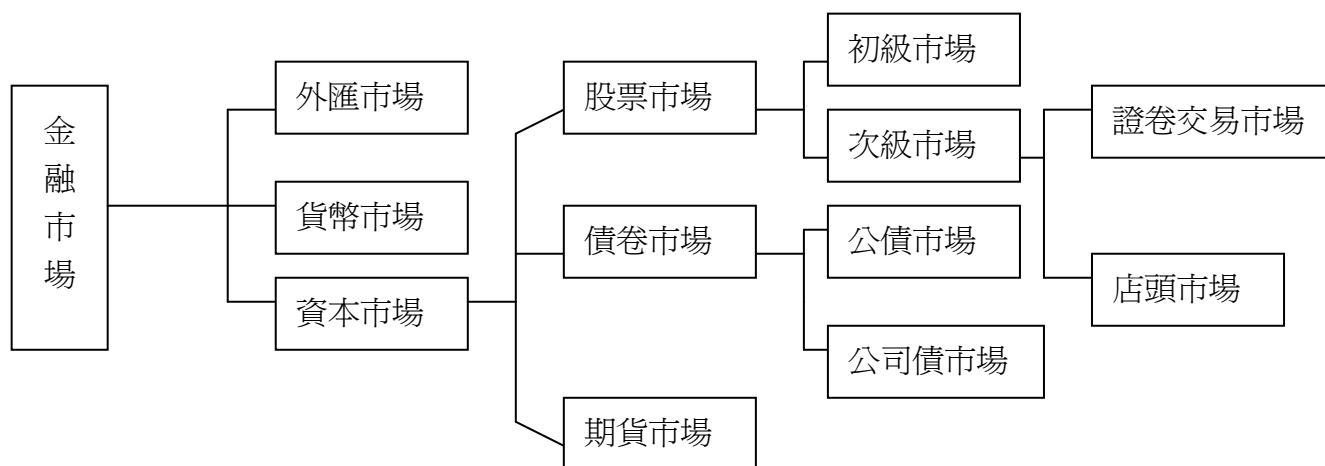 金融市場
外匯市場
貨幣市場
資本市場
股票市場
債卷市場
期貨市場
初級市場
次級市場
公債市場
公司債市場
證卷交易市場
店頭市場